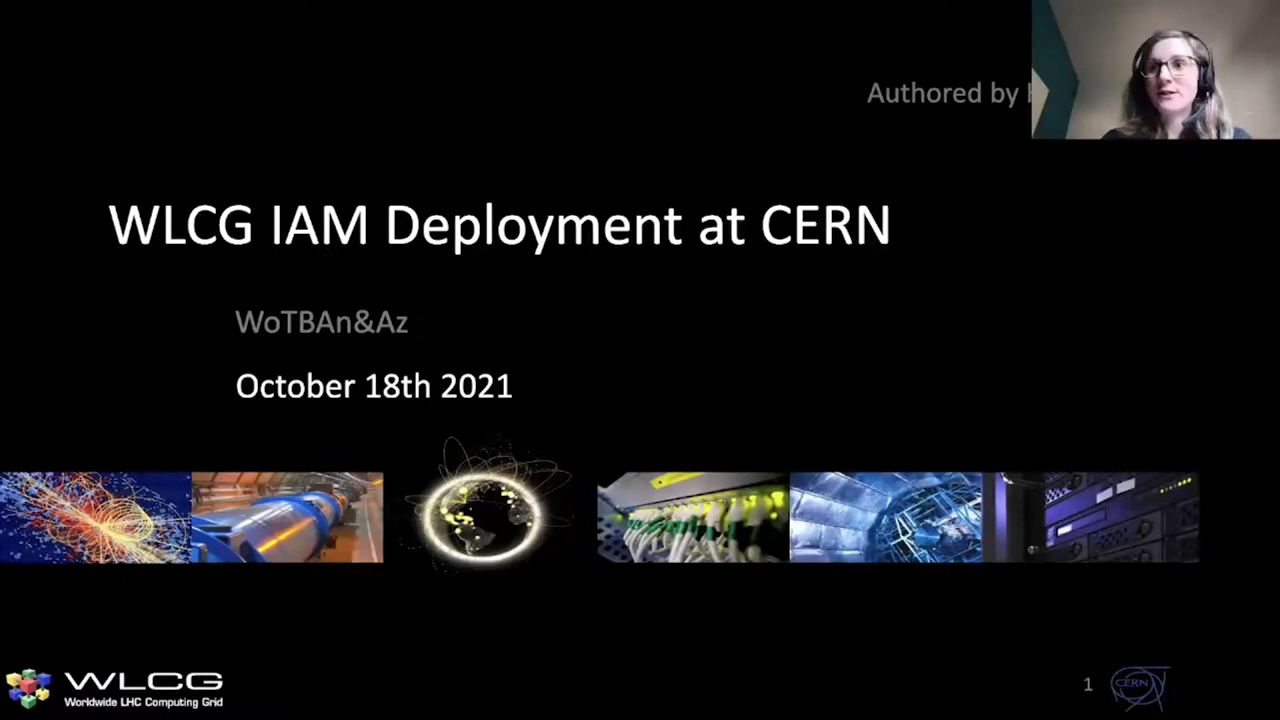 Authored by
WLCG IAM Deployment at CERN
WoTBAn&Az
October 18th 2021
WLCG
Worldwide LHC Computing Grid
1
CERN